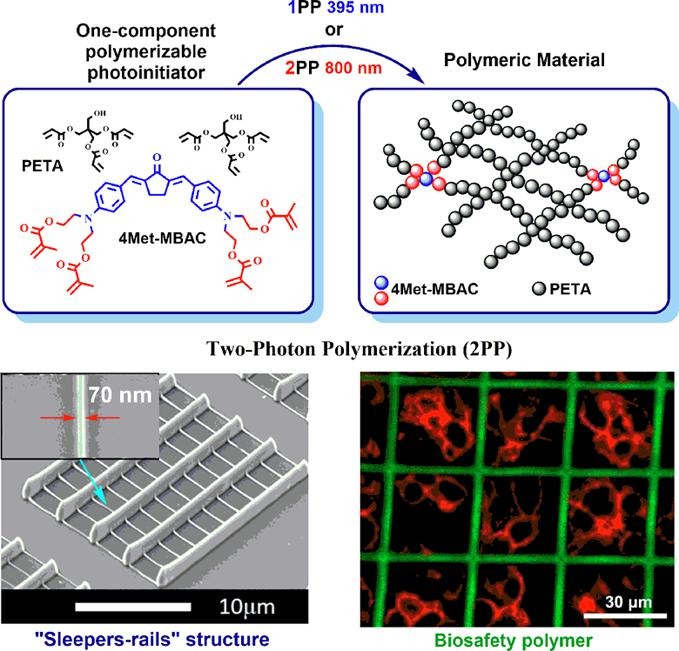 1PP 395 nm
or
2PP 800 nm
One-component
polymerizable
photoinitiator
Polymeric Material
OH
OH
O
O
O
O
O
O
O
O
O
O
O
O
PETA
O
N
N
O
O
O
O
4Met-MBAC
O
O
O
O
4Met-MBAC
PETA
Two-Photon Polymerization (2PP)
70 nm
10μm
30 μm
"Sleepers-rails" structure
Biosafety polymer